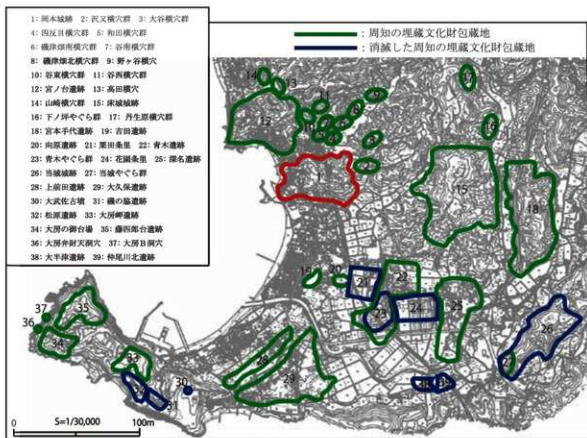 1：岡本城跡　2：沢又横穴群　3：大谷横穴群
4：四反目横穴群　5：和田横穴群
6：磯津畑南横穴群　7：谷南横穴群
8：磯津畑北横穴群　9：野ヶ谷横穴
10：谷東横穴群　11：谷西横穴群
12：宮ノ台遺跡　13：高田横穴
14：山崎横穴群　15：宮城城跡
16：下ノ坪やぐら群　17：丹生原横穴群
18：宮本手代遺跡　19：吉田遺跡
20：向原遺跡　21：栗田条里　22：青木遺跡
23：青木やぐら群　24：花園条里　25：深名遺跡
26：当城城跡　27：当城やぐら群
28：上前田遺跡　29：大久保遺跡
30：大武佐古墳　31：磯の脇遺跡
32：松原遺跡　33：大房岬遺跡
34：大房の御台場　35：藤四郎台遺跡
36：大房弁財天洞穴　37：大房B洞穴
38：大半津遺跡　39：仲尾川北遺跡
：周知の埋蔵文化財包蔵地
：消滅した周知の埋蔵文化財包蔵地
14
13
17
11
9
12
16
1
15
18
19
20
21
22
23
24
25
26
27
28
29
37
36
35
34
33
30
31
0　S=1/30,000　100m